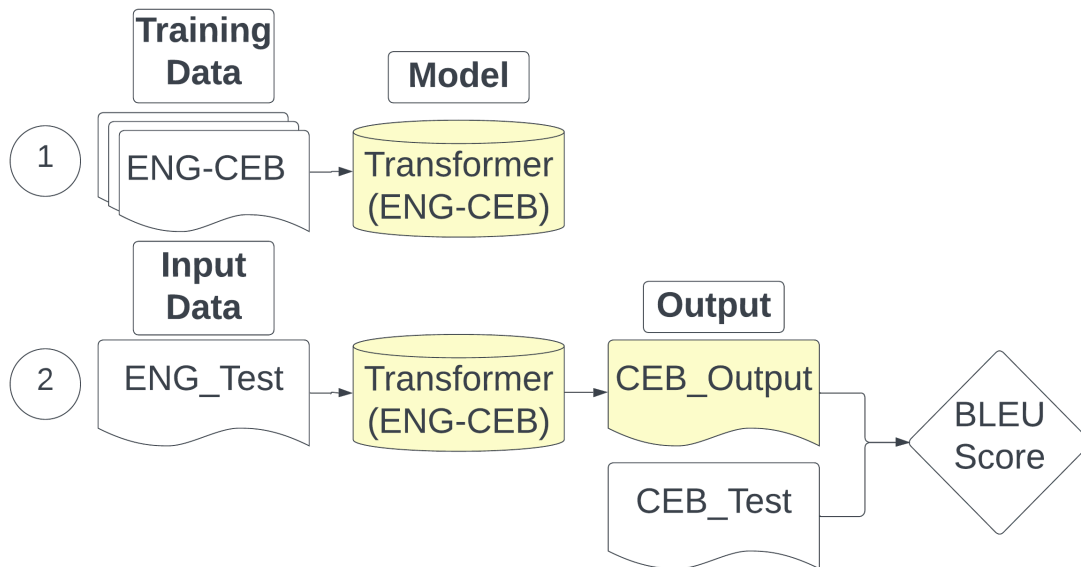 Training
Data
Model
1
ENG-CEB
Transformer
(ENG-CEB)
Input
Data
Output
2
ENG_Test
Transformer
(ENG-CEB)
CEB_Output
BLEU
Score
CEB_Test